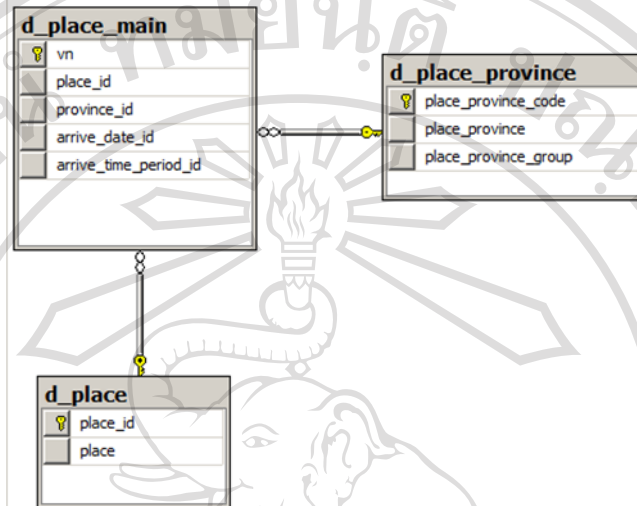 d_place_main
vn
place_id
province_id
arrive_date_id
arrive_time_period_id
d_place_province
place_province_code
place_province
place_province_group
d_place
place_id
place